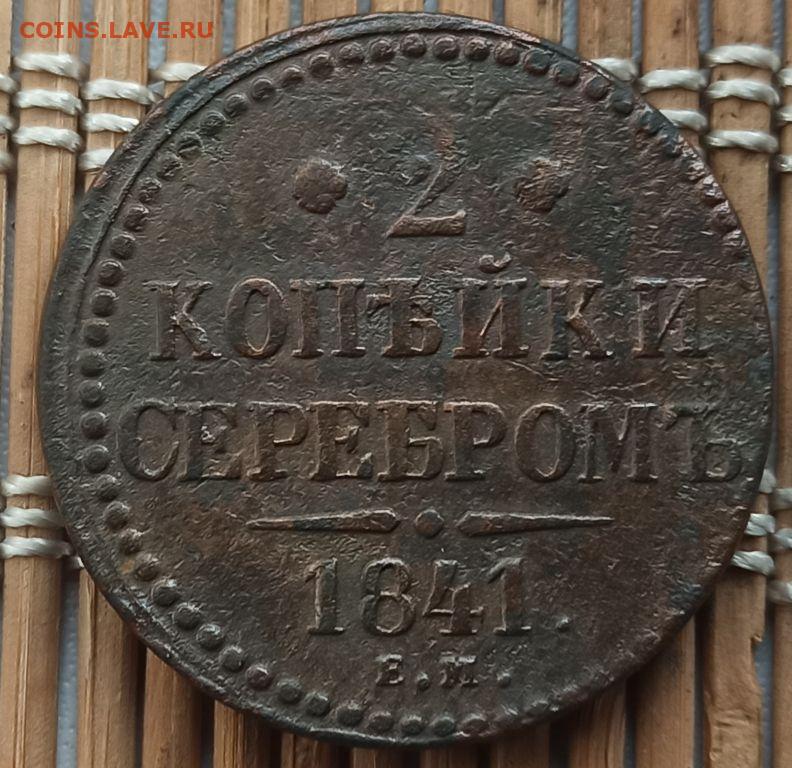 COINS.LAVE.RU
• 2 •
КОПѢЙКИ
СЕРЕБРОМЪ
1841.
Е.М.